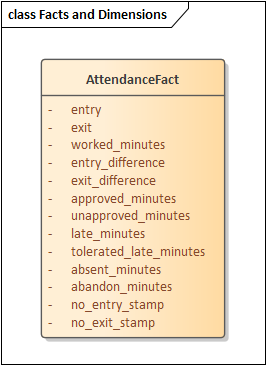 class Facts and Dimensions
AttendanceFact
- entry
- exit
- worked_minutes
- entry_difference
- exit_difference
- approved_minutes
- unapproved_minutes
- late_minutes
- tolerated_late_minutes
- absent_minutes
- abandon_minutes
- no_entry_stamp
- no_exit_stamp